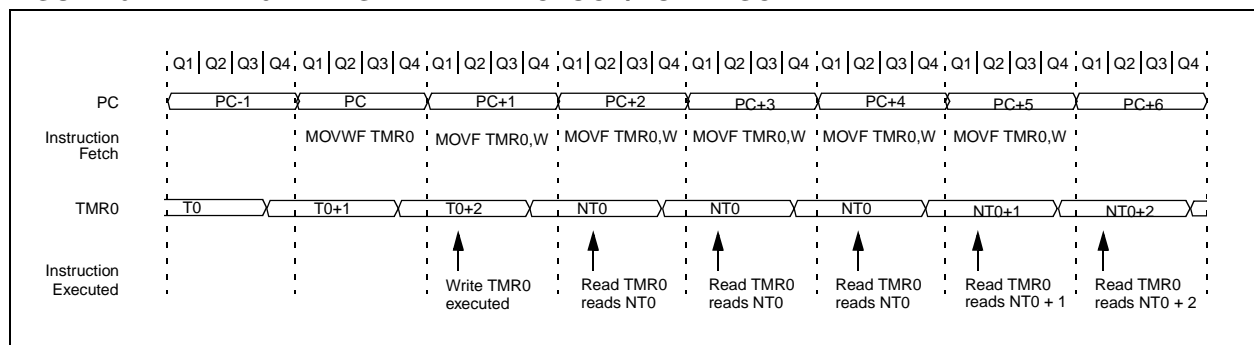 Q1 Q2 Q3 Q4 Q1 Q2 Q3 Q4 Q1 Q2 Q3 Q4 Q1 Q2 Q3 Q4 Q1 Q2 Q3 Q4 Q1 Q2 Q3 Q4 Q1 Q2 Q3 Q4 Q1 Q2 Q3 Q4
PC PC-1 PC PC+1 PC+2 PC+3 PC+4 PC+5 PC+6
Instruction MOVWF TMR0 MOVF TMR0,W MOVF TMR0,W MOVF TMR0,W MOVF TMR0,W MOVF TMR0,W
Fetch
TMR0 T0 T0+1 T0+2 NT0 NT0 NT0 NT0+1 NT0+2
Instruction Write TMR0 Read TMR0 Read TMR0 Read TMR0 Read TMR0 Read TMR0
Executed executed reads NT0 reads NT0 reads NT0 reads NT0 + 1 reads NT0 + 2